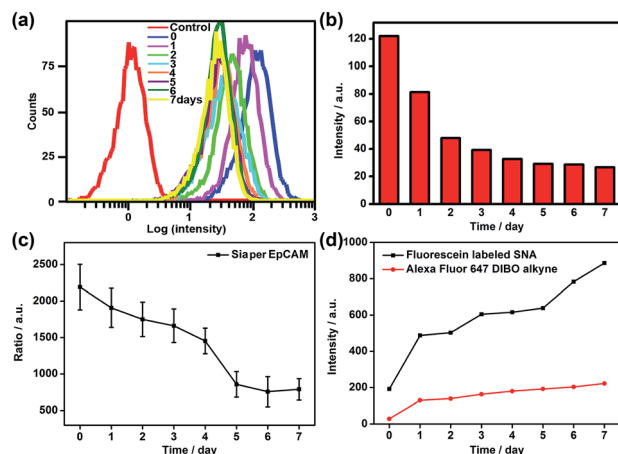 (a)
Control
0
1
2
3
4
5
6
7days
75
50
25
0
Counts
0 1 2 3
Log (intensity)
(b)
120
100
80
60
40
20
0
Intensity / a.u.
0 1 2 3 4 5 6 7
Time / day
(c)
Sia per EpCAM
2500
2000
1500
1000
500
Ratio / a.u.
0 1 2 3 4 5 6 7
Time / day
(d)
Fluorescein labeled SNA
Alexa Fluor 647 DIBO alkyne
1000
800
600
400
200
0
Intensity / a.u.
0 1 2 3 4 5 6 7
Time / day